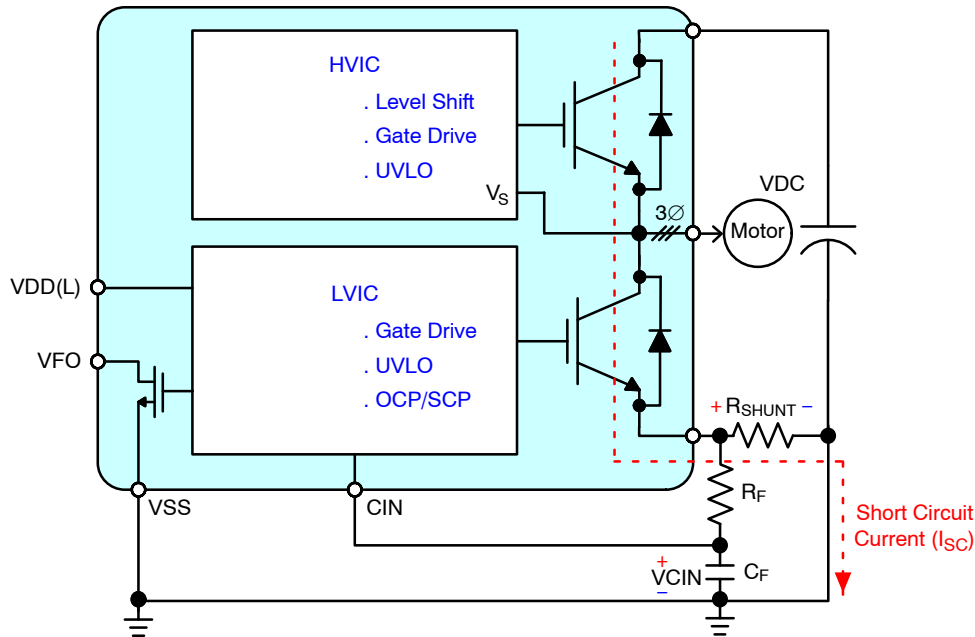 HVIC
. Level Shift
. Gate Drive
. UVLO
VS
3Ø
VDC
Motor
VDD(L)
LVIC
. Gate Drive
. UVLO
. OCP/SCP
VFO
+ RSHUNT –
VSS
CIN
RF
Short Circuit
Current (ISC)
+
VCIN
–
CF